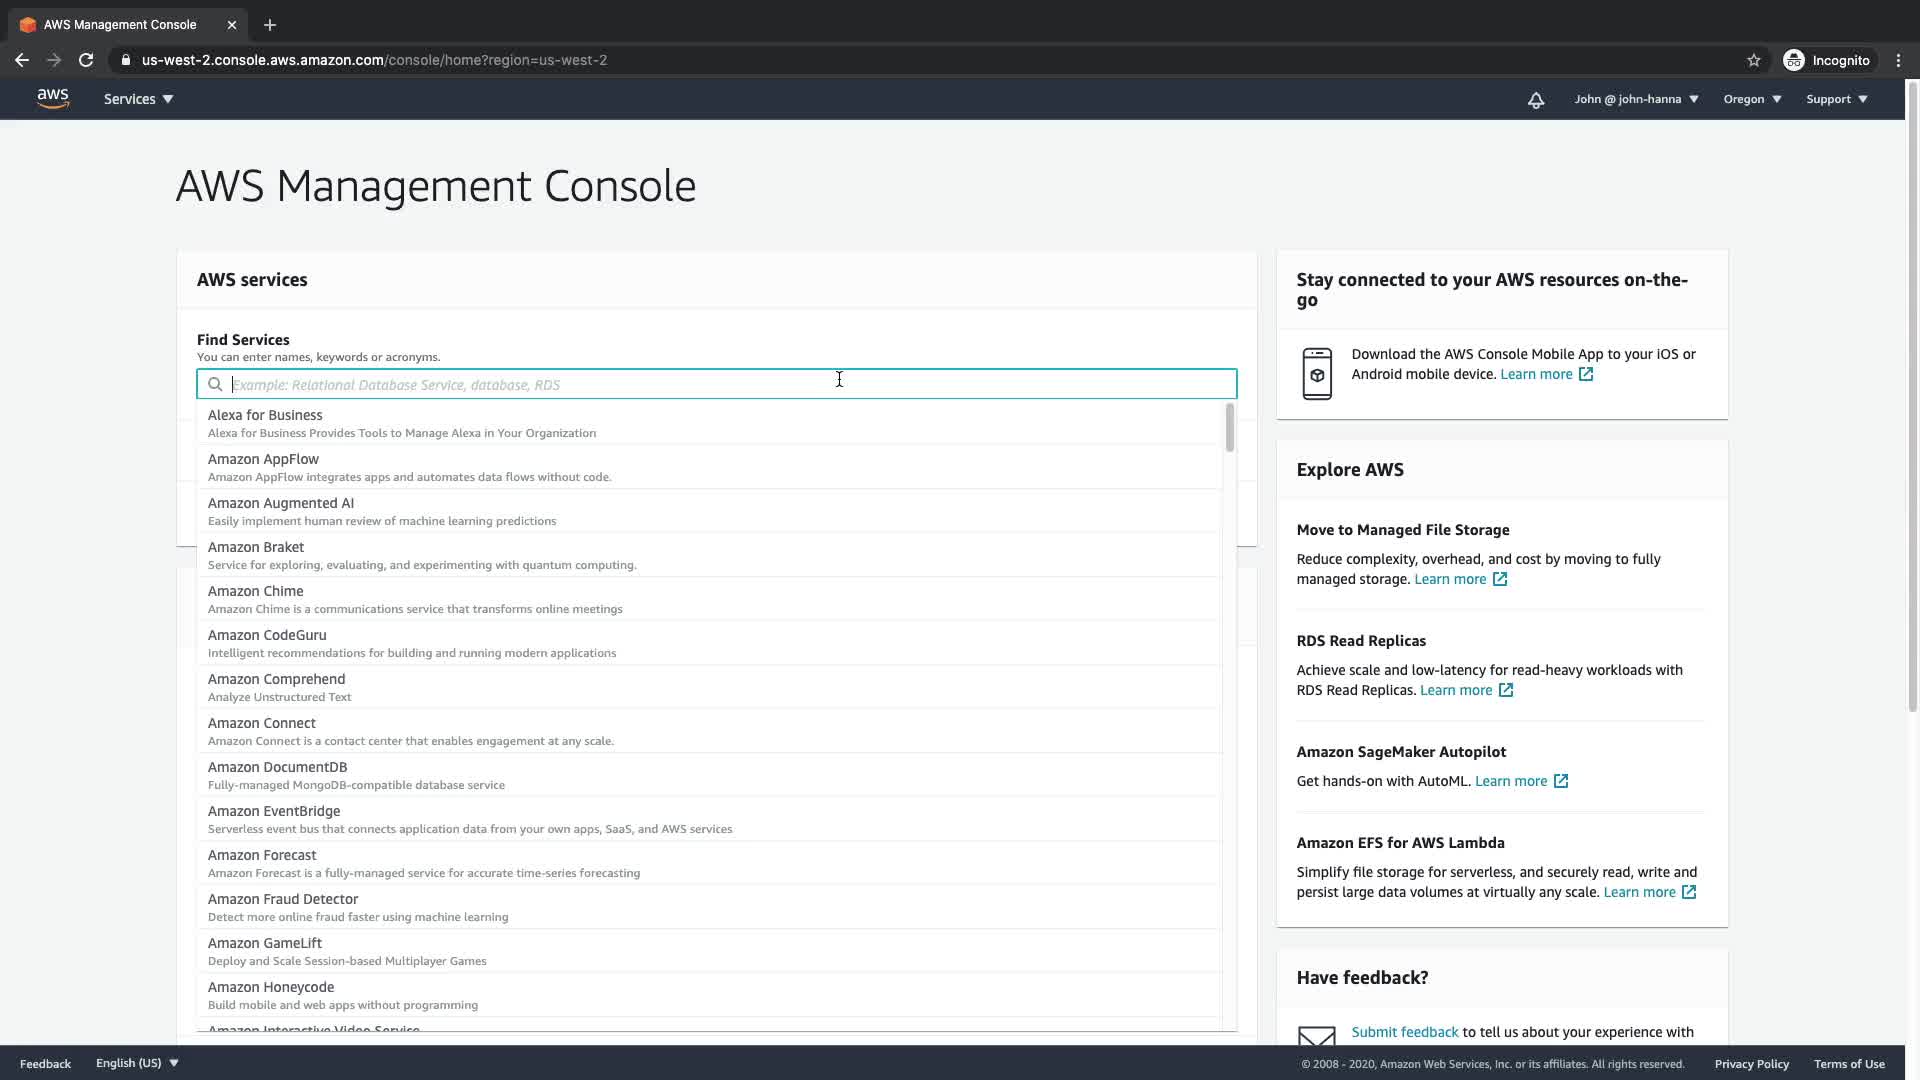 AWS Management Console
us-west-2.console.aws.amazon.com/console/home?region=us-west-2
Incognito
aws
Services
John @ john-hanna
Oregon
Support
AWS Management Console
AWS services
Find Services
You can enter names, keywords or acronyms.
Example: Relational Database Service, database, RDS
Alexa for Business
Alexa for Business Provides Tools to Manage Alexa in Your Organization
Amazon AppFlow
Amazon AppFlow integrates apps and automates data flows without code.
Amazon Augmented AI
Easily implement human review of machine learning predictions
Amazon Braket
Service for exploring, evaluating, and experimenting with quantum computing.
Amazon Chime
Amazon Chime is a communications service that transforms online meetings
Amazon CodeGuru
Intelligent recommendations for building and running modern applications
Amazon Comprehend
Analyze Unstructured Text
Amazon Connect
Amazon Connect is a contact center that enables engagement at any scale.
Amazon DocumentDB
Fully-managed MongoDB-compatible database service
Amazon EventBridge
Serverless event bus that connects application data from your own apps, SaaS, and AWS services
Amazon Forecast
Amazon Forecast is a fully-managed service for accurate time-series forecasting
Amazon Fraud Detector
Detect more online fraud faster using machine learning
Amazon GameLift
Deploy and Scale Session-based Multiplayer Games
Amazon Honeycode
Build mobile and web apps without programming
Amazon Interactive Video Service
Stay connected to your AWS resources on-the-
go
Download the AWS Console Mobile App to your iOS or
Android mobile device. Learn more
Explore AWS
Move to Managed File Storage
Reduce complexity, overhead, and cost by moving to fully
managed storage. Learn more
RDS Read Replicas
Achieve scale and low-latency for read-heavy workloads with
RDS Read Replicas. Learn more
Amazon SageMaker Autopilot
Get hands-on with AutoML. Learn more
Amazon EFS for AWS Lambda
Simplify file storage for serverless, and securely read, write and
persist large data volumes at virtually any scale. Learn more
Have feedback?
Submit feedback to tell us about your experience with
Feedback
English (US)
© 2008 - 2020, Amazon Web Services, Inc. or its affiliates. All rights reserved.
Privacy Policy
Terms of Use